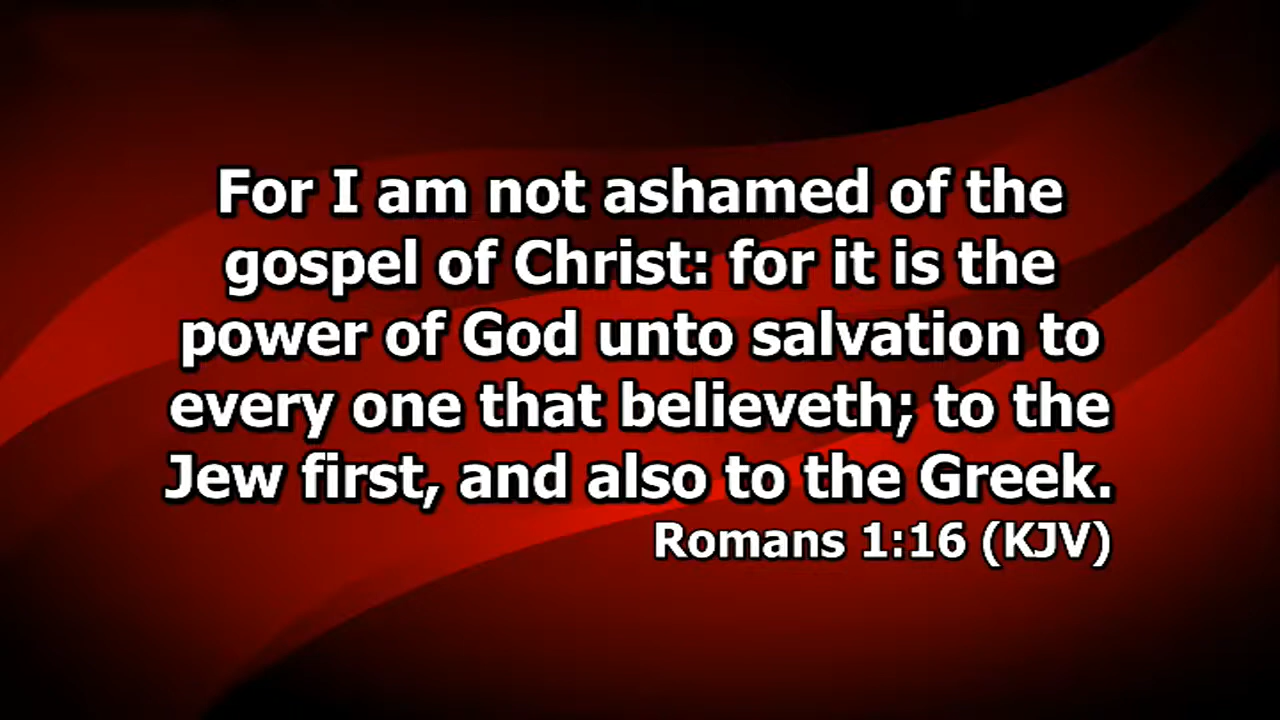 For I am not ashamed of the
gospel of Christ: for it is the
power of God unto salvation to
every one that believeth; to the
Jew first, and also to the Greek.
Romans 1:16 (KJV)